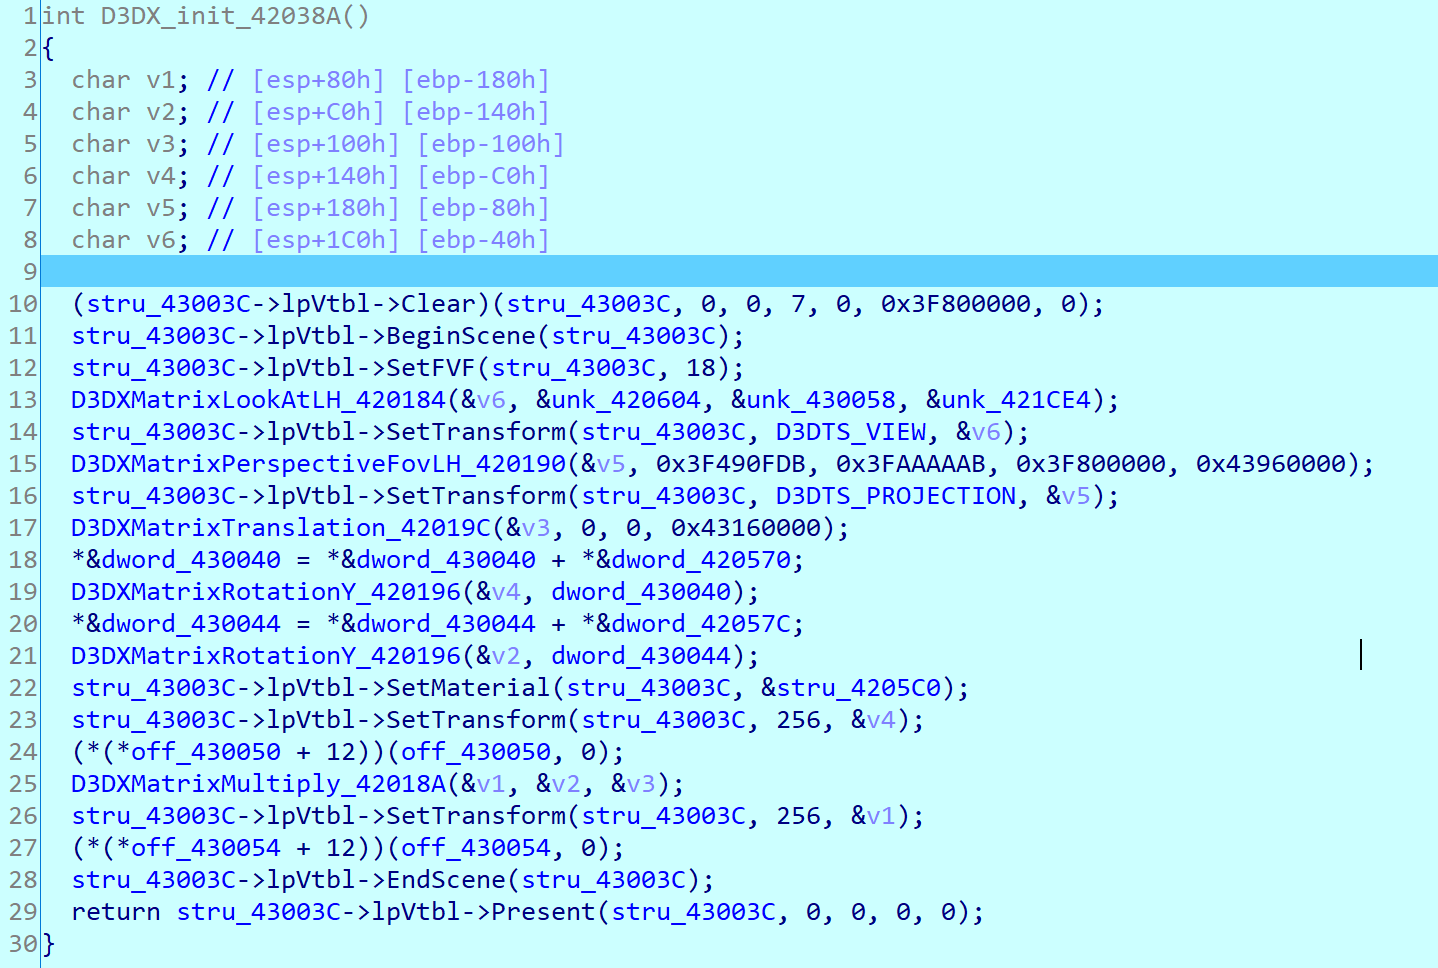 1 int D3DX_init_42038A()
2 {
3 char v1; // [esp+80h] [ebp-180h]
4 char v2; // [esp+C0h] [ebp-140h]
5 char v3; // [esp+100h] [ebp-100h]
6 char v4; // [esp+140h] [ebp-C0h]
7 char v5; // [esp+180h] [ebp-80h]
8 char v6; // [esp+1C0h] [ebp-40h]
9
10 (stru_43003C->lpVtbl->Clear)(stru_43003C, 0, 0, 7, 0, 0x3F800000, 0);
11 stru_43003C->lpVtbl->BeginScene(stru_43003C);
12 stru_43003C->lpVtbl->SetFVF(stru_43003C, 18);
13 D3DXMatrixLookAtLH_420184(&v6, &unk_420604, &unk_430058, &unk_421CE4);
14 stru_43003C->lpVtbl->SetTransform(stru_43003C, D3DTS_VIEW, &v6);
15 D3DXMatrixPerspectiveFovLH_420190(&v5, 0x3F490FDB, 0x3FAAAAAB, 0x3F800000, 0x43960000);
16 stru_43003C->lpVtbl->SetTransform(stru_43003C, D3DTS_PROJECTION, &v5);
17 D3DXMatrixTranslation_42019C(&v3, 0, 0, 0x43160000);
18 *&dword_430040 = *&dword_430040 + *&dword_420570;
19 D3DXMatrixRotationY_420196(&v4, dword_430040);
20 *&dword_430044 = *&dword_430044 + *&dword_42057C;
21 D3DXMatrixRotationY_420196(&v2, dword_430044);
22 stru_43003C->lpVtbl->SetMaterial(stru_43003C, &stru_4205C0);
23 stru_43003C->lpVtbl->SetTransform(stru_43003C, 256, &v4);
24 (*(*off_430050 + 12))(off_430050, 0);
25 D3DXMatrixMultiply_42018A(&v1, &v2, &v3);
26 stru_43003C->lpVtbl->SetTransform(stru_43003C, 256, &v1);
27 (*(*off_430054 + 12))(off_430054, 0);
28 stru_43003C->lpVtbl->EndScene(stru_43003C);
29 return stru_43003C->lpVtbl->Present(stru_43003C, 0, 0, 0, 0);
30 }